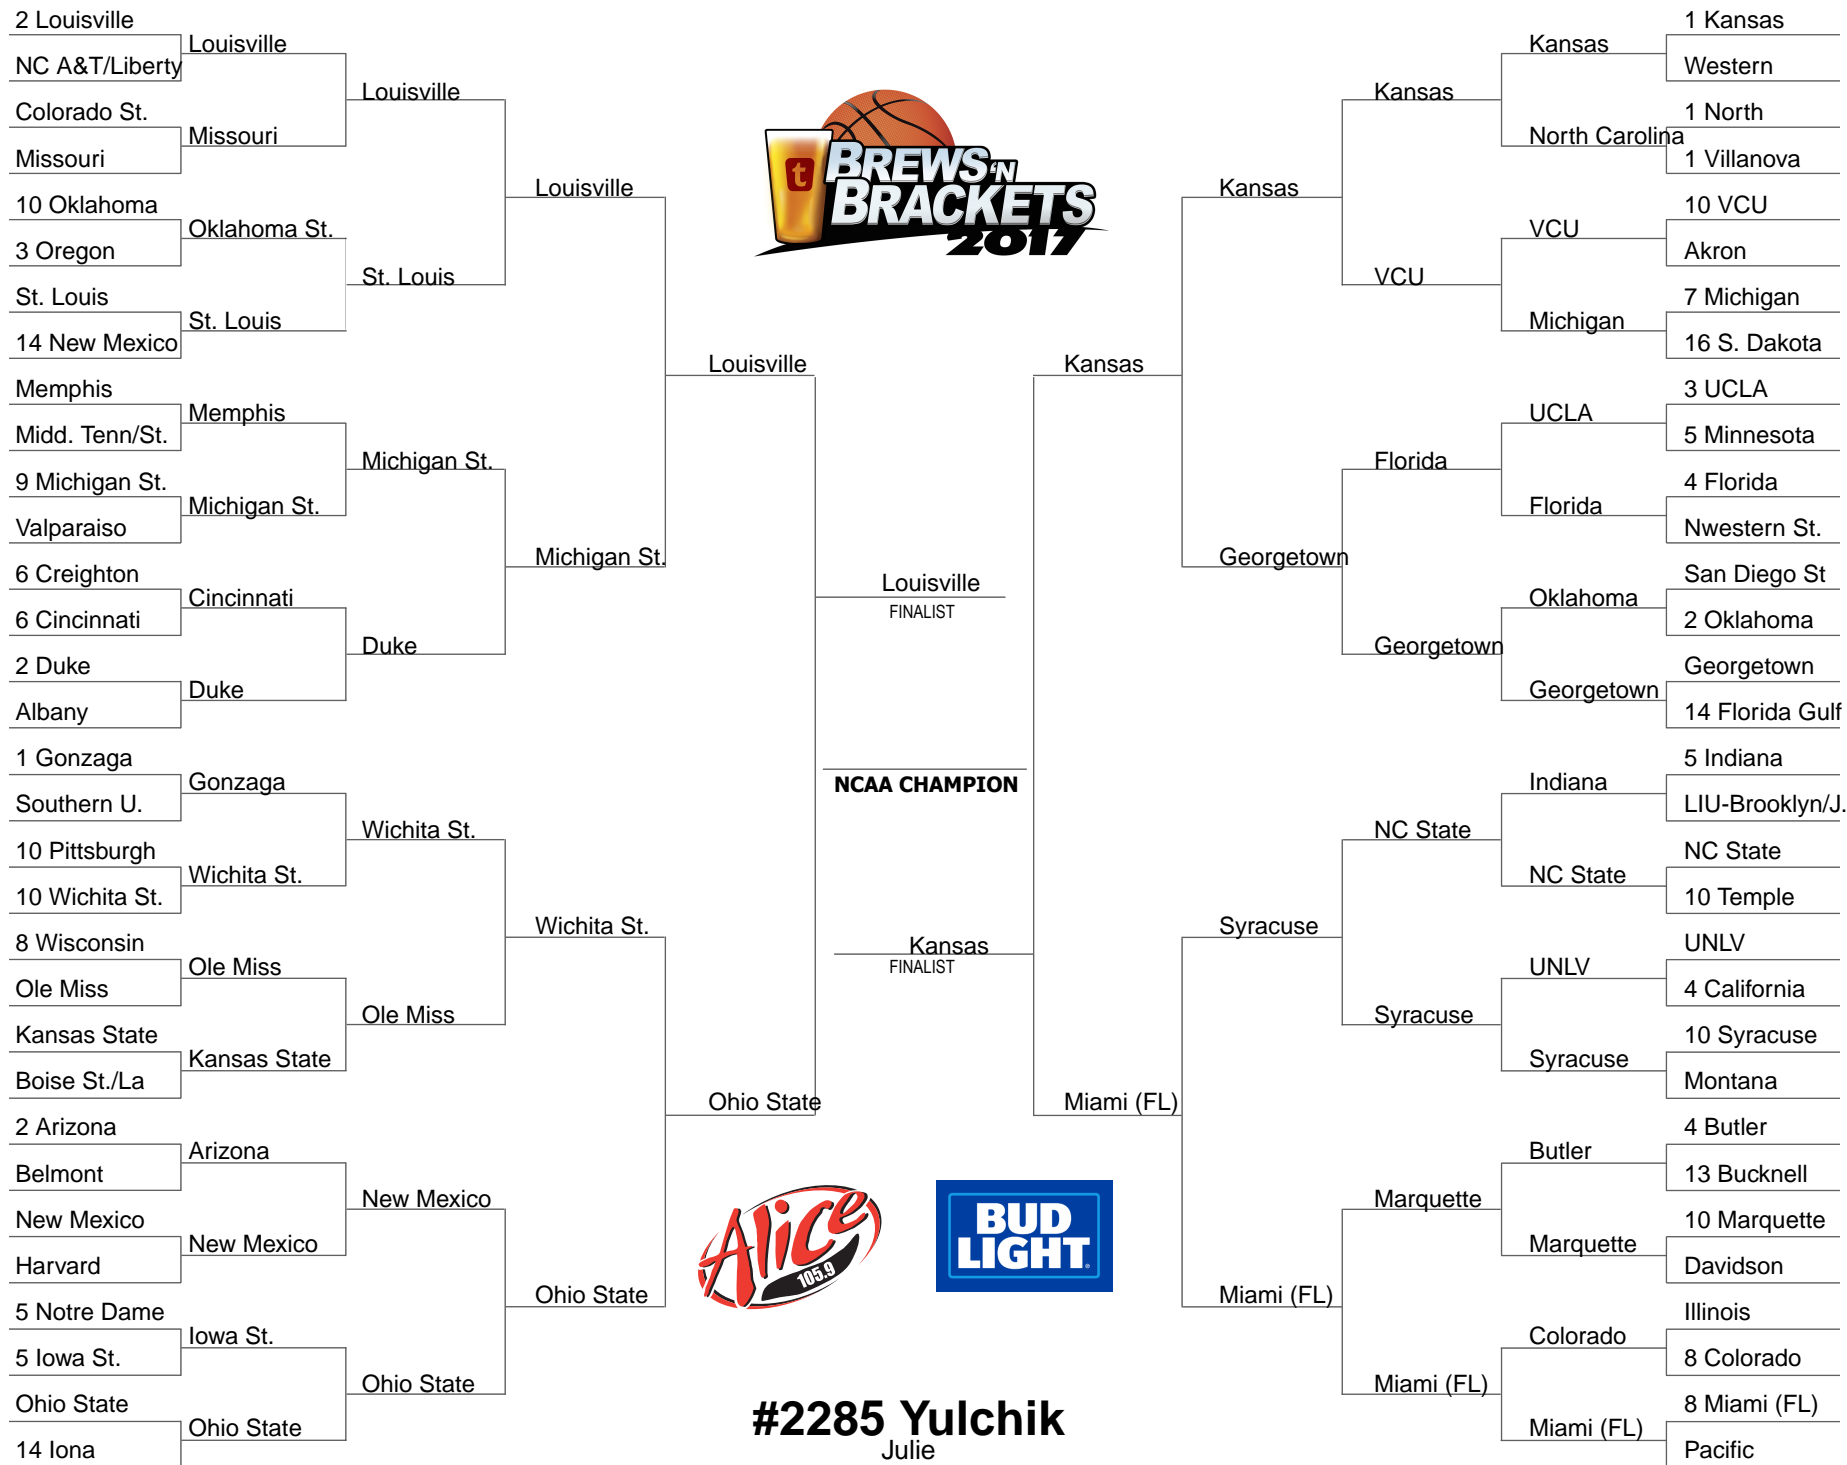 2 Louisville
NC A&T/Liberty
Colorado St.
Missouri
10 Oklahoma
3 Oregon
St. Louis
14 New Mexico
Memphis
Midd. Tenn/St.
9 Michigan St.
Valparaiso
6 Creighton
6 Cincinnati
2 Duke
Albany
1 Gonzaga
Southern U.
10 Pittsburgh
10 Wichita St.
8 Wisconsin
Ole Miss
Kansas State
Boise St./La
2 Arizona
Belmont
New Mexico
Harvard
5 Notre Dame
5 Iowa St.
Ohio State
14 Iona
Louisville
Missouri
Oklahoma St.
St. Louis
Memphis
Michigan St.
Cincinnati
Duke
Gonzaga
Wichita St.
Ole Miss
Kansas State
Arizona
New Mexico
Iowa St.
Ohio State
Louisville
St. Louis
Michigan St.
Duke
Wichita St.
Ole Miss
New Mexico
Ohio State
Louisville
Michigan St.
Wichita St.
Ohio State
Louisville
Ohio State
t
BREWS 'N
BRACKETS
2017
Louisville
FINALIST
NCAA CHAMPION
Kansas
FINALIST
Alice
105.9
BUD
LIGHT
#2285 Yulchik
Julie
Kansas
Miami (FL)
Kansas
Georgetown
Syracuse
Miami (FL)
Kansas
VCU
Florida
Georgetown
NC State
Syracuse
Marquette
Miami (FL)
Kansas
North Carolina
VCU
Michigan
UCLA
Florida
Oklahoma
Georgetown
Indiana
NC State
UNLV
Syracuse
Butler
Marquette
Colorado
Miami (FL)
1 Kansas
Western
1 North
1 Villanova
10 VCU
Akron
7 Michigan
16 S. Dakota
3 UCLA
5 Minnesota
4 Florida
Nwestern St.
San Diego St
2 Oklahoma
Georgetown
14 Florida Gulf
5 Indiana
LIU-Brooklyn/J.
NC State
10 Temple
UNLV
4 California
10 Syracuse
Montana
4 Butler
13 Bucknell
10 Marquette
Davidson
Illinois
8 Colorado
8 Miami (FL)
Pacific